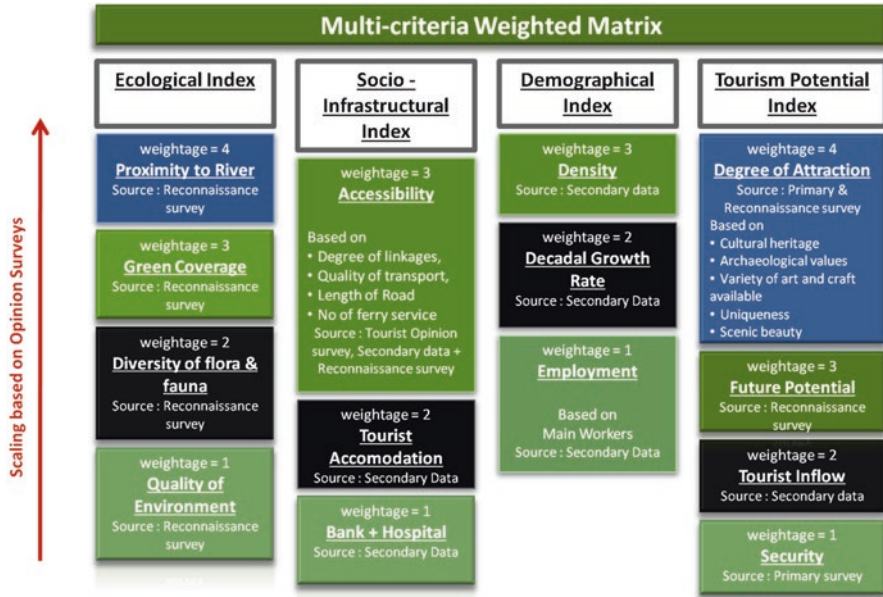 Multi-criteria Weighted Matrix
Scaling based on Opinion Surveys
Ecological Index
weightage = 4
Proximity to River
Source : Reconnaissance
survey
weightage = 3
Green Coverage
Source : Reconnaissance
survey
weightage = 2
Diversity of flora &
fauna
Source : Reconnaissance
survey
weightage = 1
Quality of
Environment
Source : Reconnaissance
survey
Socio -
Infrastructural
Index
weightage = 3
Accessibility
Based on
• Degree of linkages,
• Quality of transport,
• Length of Road
• No of ferry service
Source : Tourist Opinion
survey, Secondary data +
Reconnaissance survey
weightage = 2
Tourist
Accomodation
Source : Secondary Data
weightage = 1
Bank + Hospital
Source : Secondary Data
Demographical
Index
weightage = 3
Density
Source : Secondary data
weightage = 2
Decadal Growth
Rate
Source : Secondary Data
weightage = 1
Employment
Based on
Main Workers
Source : Secondary Data
Tourism Potential
Index
weightage = 4
Degree of Attraction
Source : Primary &
Reconnaissance survey
Based on
• Cultural heritage
• Archaeological values
• Variety of art and craft
available
• Uniqueness
• Scenic beauty
weightage = 3
Future Potential
Source : Reconnaissance
survey
weightage = 2
Tourist Inflow
Source : Secondary data
weightage = 1
Security
Source : Primary survey